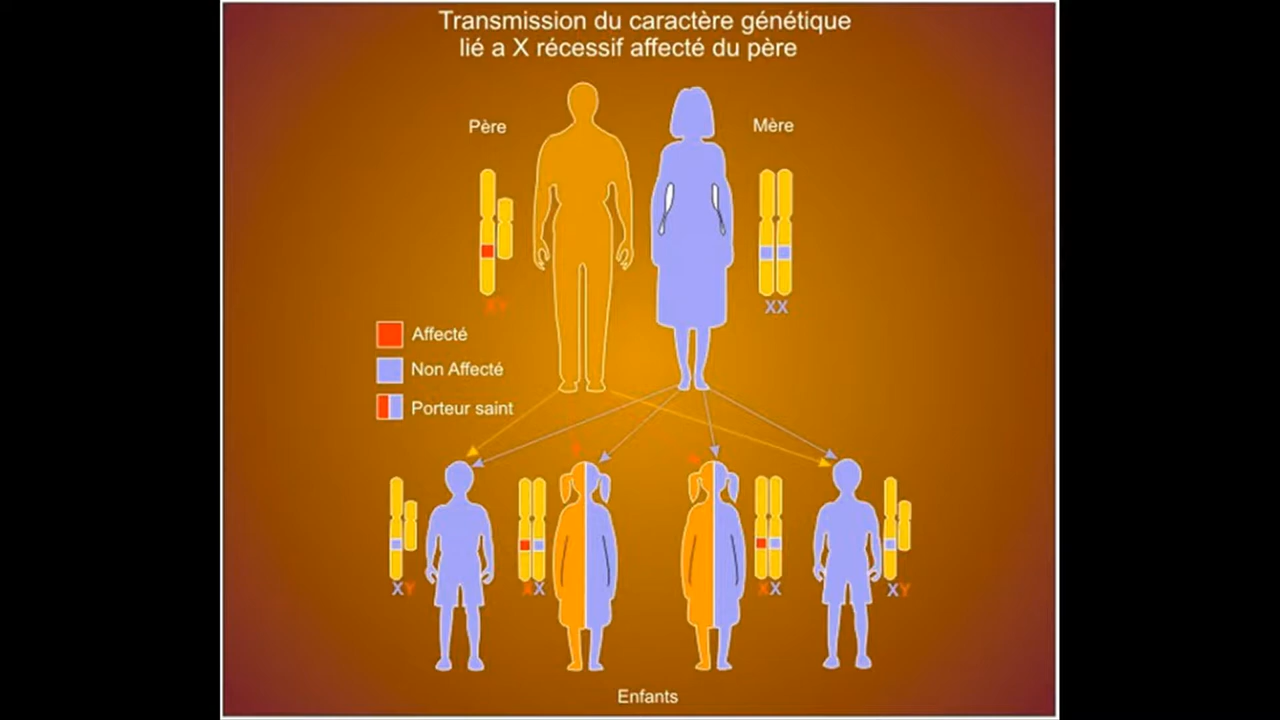 Transmission du caractère génétique
lié a X récessif affecté du père
Père
Mère
XY
XX
Affecté
Non Affecté
Porteur saint
XY
XX
XX
XY
Enfants